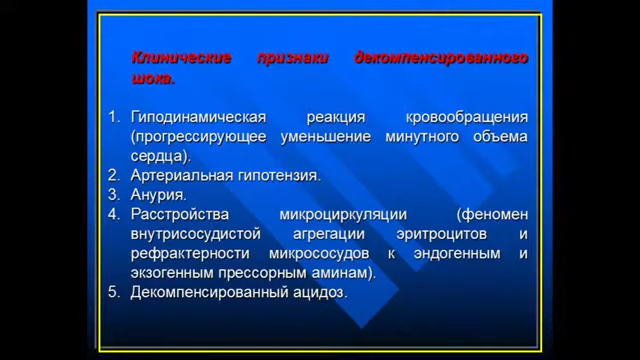 Клинические признаки декомпенсированного
шока.
1. Гиподинамическая реакция кровообращения
(прогрессирующее уменьшение минутного объема
сердца).
2. Артериальная гипотензия.
3. Анурия.
4. Расстройства микроциркуляции (феномен
внутрисосудистой агрегации эритроцитов и
рефрактерности микрососудов к эндогенным и
экзогенным прессорным аминам).
5. Декомпенсированный ацидоз.